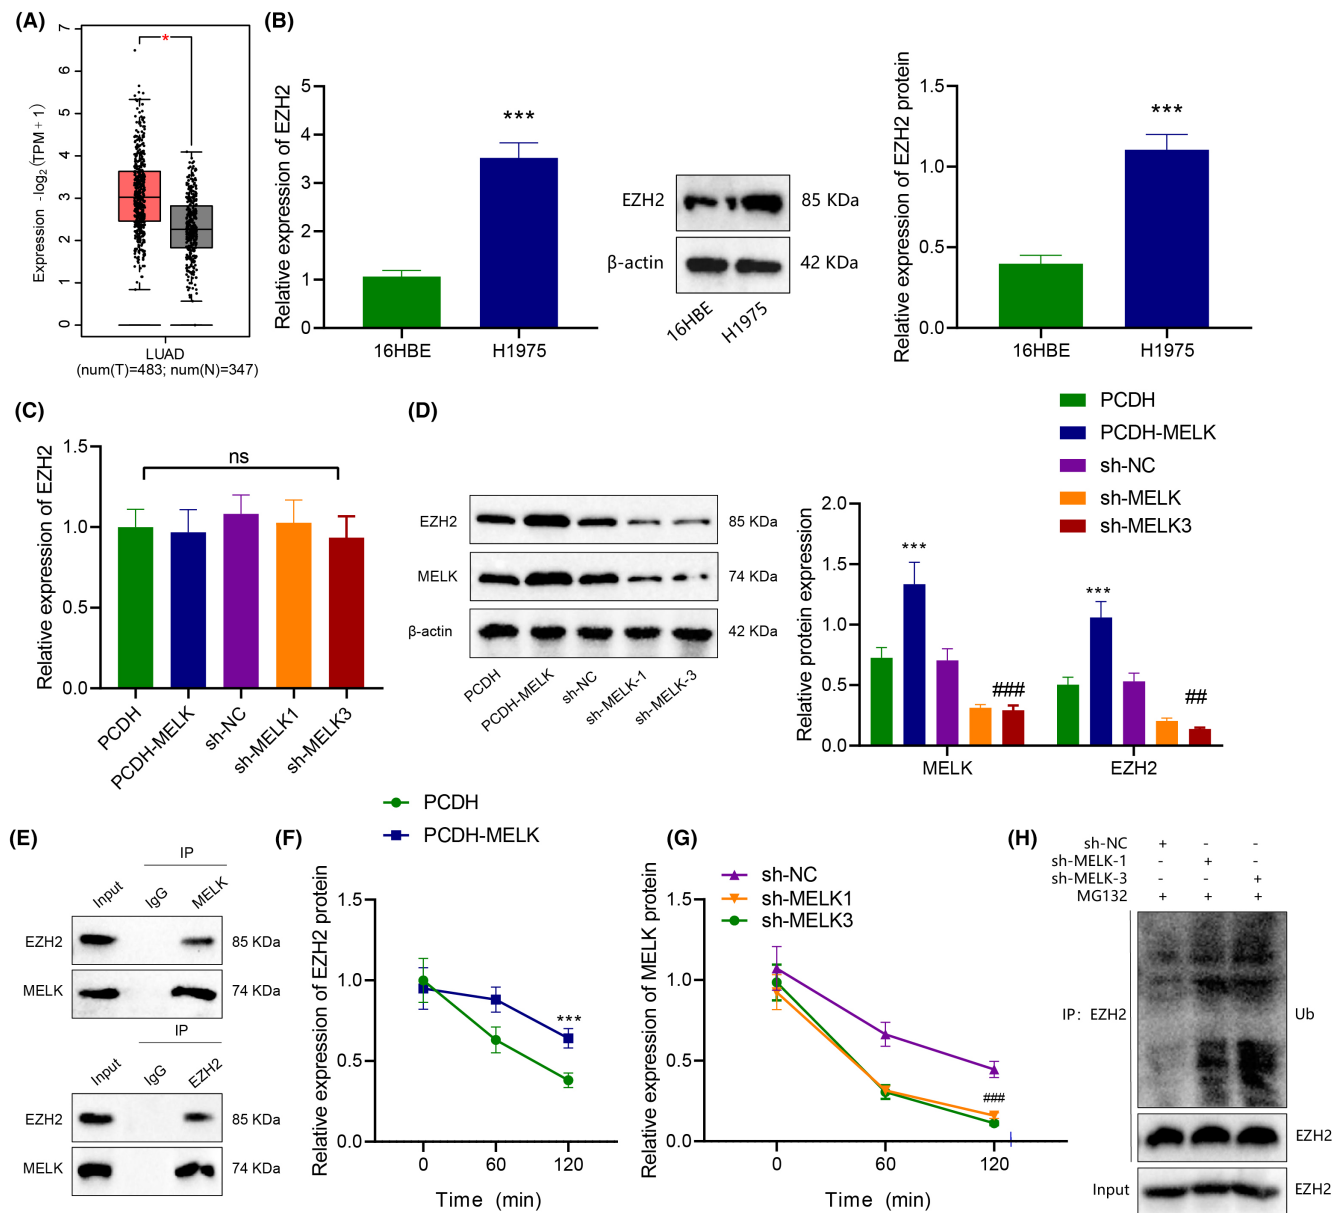 (A)
Expression -log2 (TPM + 1)
7
6
5
4
3
2
1
0
*
LUAD
(num(T)=483; num(N)=347)
(B)
Relative expression of EZH2
5
4
3
2
1
0
***
16HBE
H1975
EZH2
85 KDa
β-actin
42 KDa
16HBE
H1975
Relative expression of EZH2 protein
1.5
1.0
0.5
0.0
***
16HBE
H1975
(C)
Relative expression of EZH2
1.5
1.0
0.5
0.0
ns
PCDH
PCDH-MELK
sh-NC
sh-MELK1
sh-MELK3
(D)
EZH2
85 KDa
MELK
74 KDa
β-actin
42 KDa
PCDH
PCDH-MELK
sh-NC
sh-MELK-1
sh-MELK-3
PCDH
PCDH-MELK
sh-NC
sh-MELK
sh-MELK3
Relative protein expression
2.0
1.5
1.0
0.5
0.0
***
###
***
##
MELK
EZH2
(E)
IP
Input
IgG
MELK
EZH2
85 KDa
MELK
74 KDa
IP
Input
IgG
EZH2
EZH2
85 KDa
MELK
74 KDa
(F)
PCDH
PCDH-MELK
Relative expression of EZH2 protein
1.5
1.0
0.5
0.0
***
0
60
120
Time (min)
(G)
sh-NC
sh-MELK1
sh-MELK3
Relative expression of MELK protein
1.5
1.0
0.5
0.0
###
0
60
120
Time (min)
(H)
sh-NC + - -
sh-MELK-1 - + -
sh-MELK-3 - - +
MG132 + + +
IP: EZH2
Ub
EZH2
Input
EZH2